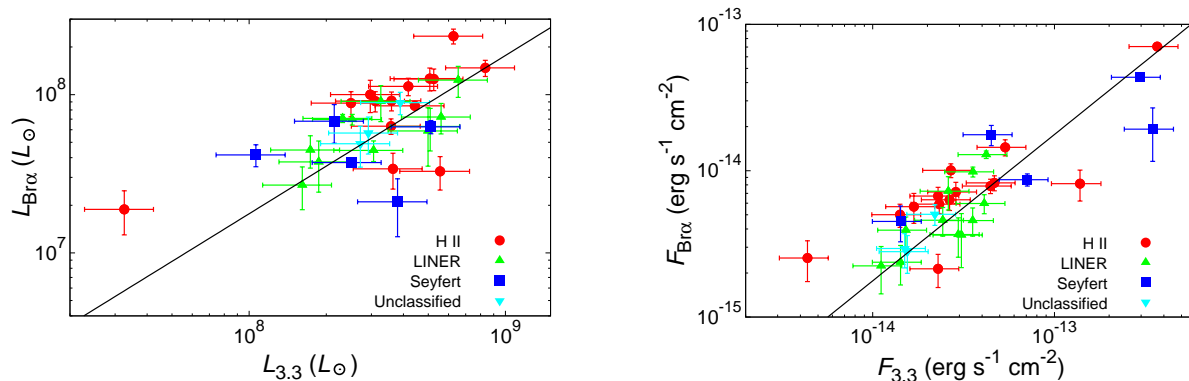 10^8
10^7
L_Brα (L_⊙)
10^8
10^9
L_3.3 (L_⊙)
H II
LINER
Seyfert
Unclassified
10^-13
10^-14
10^-15
F_Brα (erg s^-1 cm^-2)
10^-14
10^-13
F_3.3 (erg s^-1 cm^-2)
H II
LINER
Seyfert
Unclassified